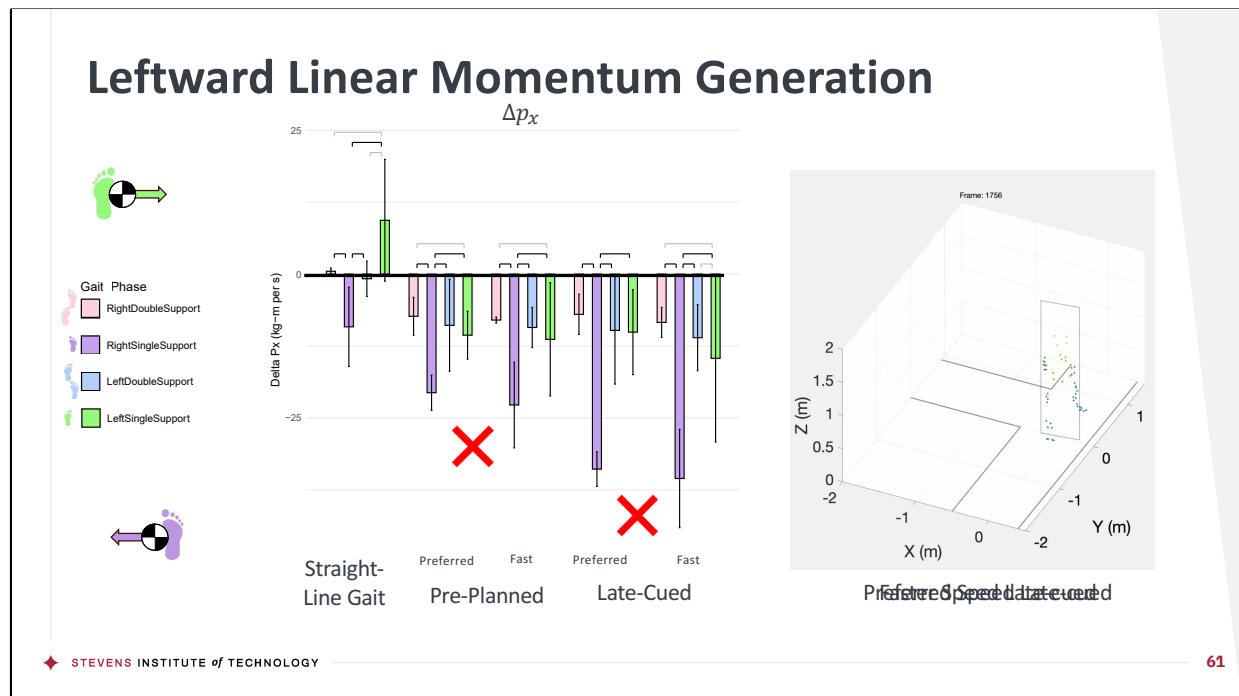 Leftward Linear Momentum Generation
Δpₓ
25
0
−25
Delta Px (kg−m per s)
Gait Phase
RightDoubleSupport
RightSingleSupport
LeftDoubleSupport
LeftSingleSupport
Preferred
Fast
Preferred
Fast
Straight-
Line Gait
Pre-Planned
Late-Cued
Frame: 1756
2
1.5
1
0.5
0
Z (m)
-2
-1
0
X (m)
-2
-1
0
1
Y (m)
STEVENS INSTITUTE of TECHNOLOGY
61